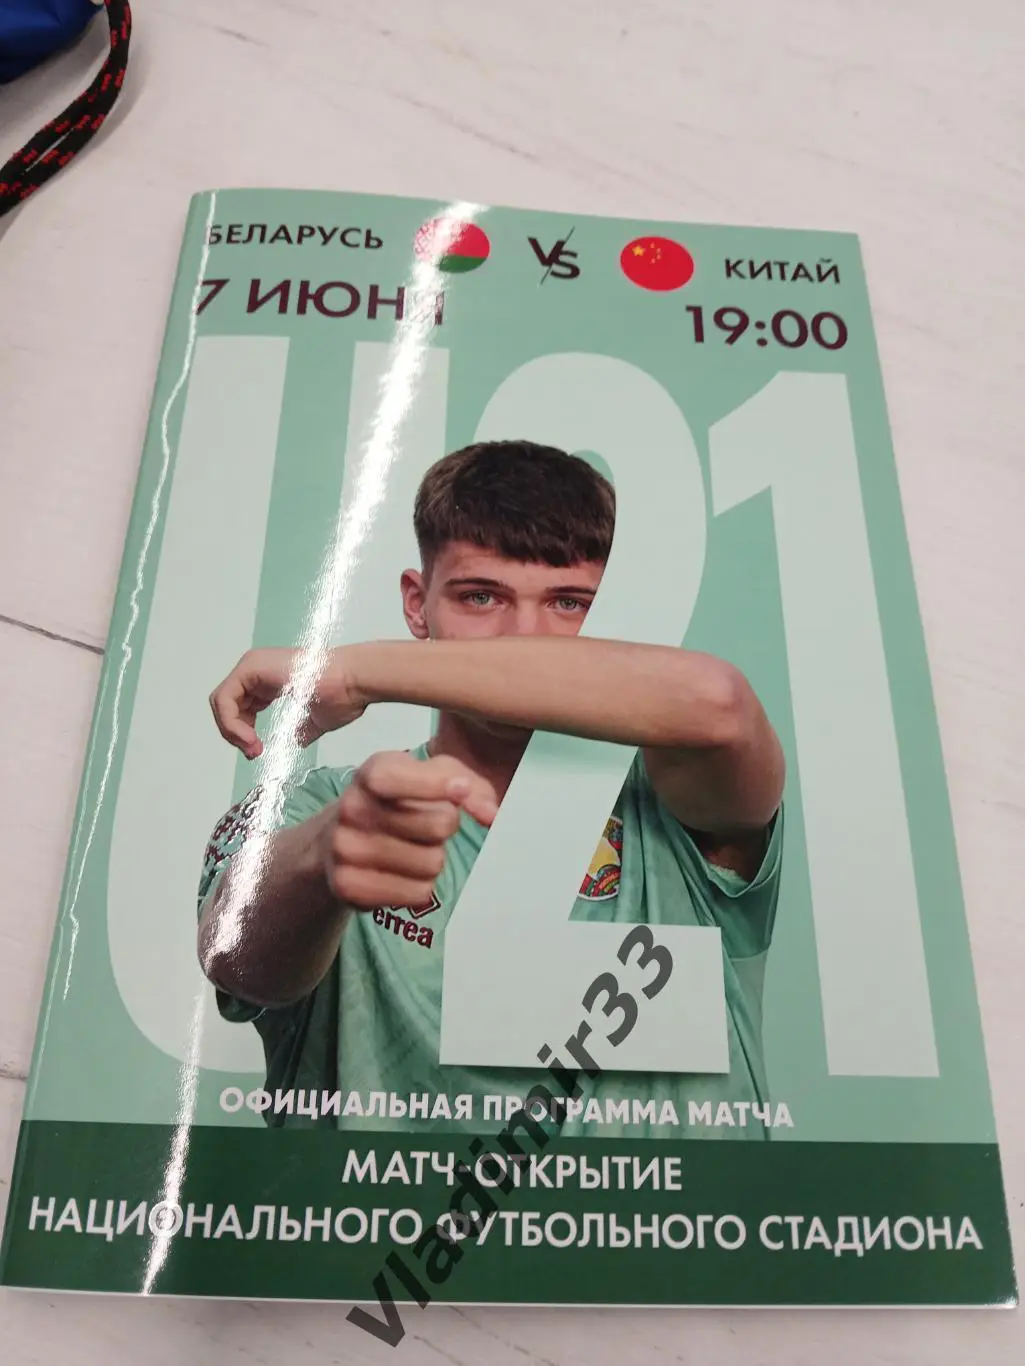 БЕЛАРУСЬ VS КИТАЙ
7 ИЮНЯ 19:00
U21
errea
ОФИЦИАЛЬНАЯ ПРОГРАММА МАТЧА
МАТЧ-ОТКРЫТИЕ
НАЦИОНАЛЬНОГО ФУТБОЛЬНОГО СТАДИОНА
Vladimir33